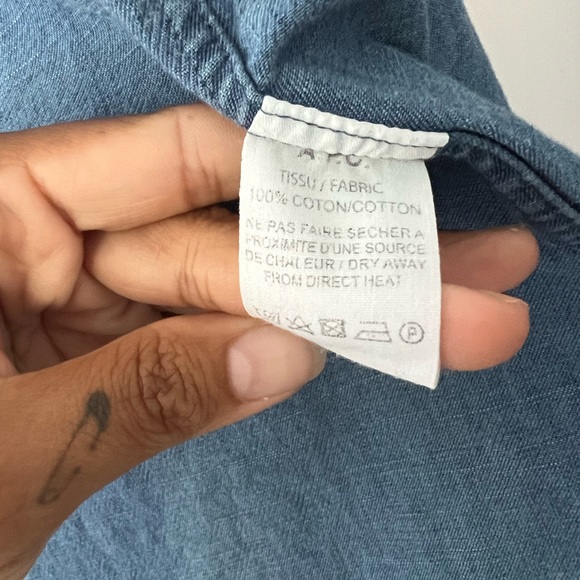 A.P.C.
TISSU / FABRIC
100% COTON/COTTON
NE PAS FAIRE SECHER A
PROXIMITE D'UNE SOURCE
DE CHALEUR / DRY AWAY
FROM DIRECT HEAT
P